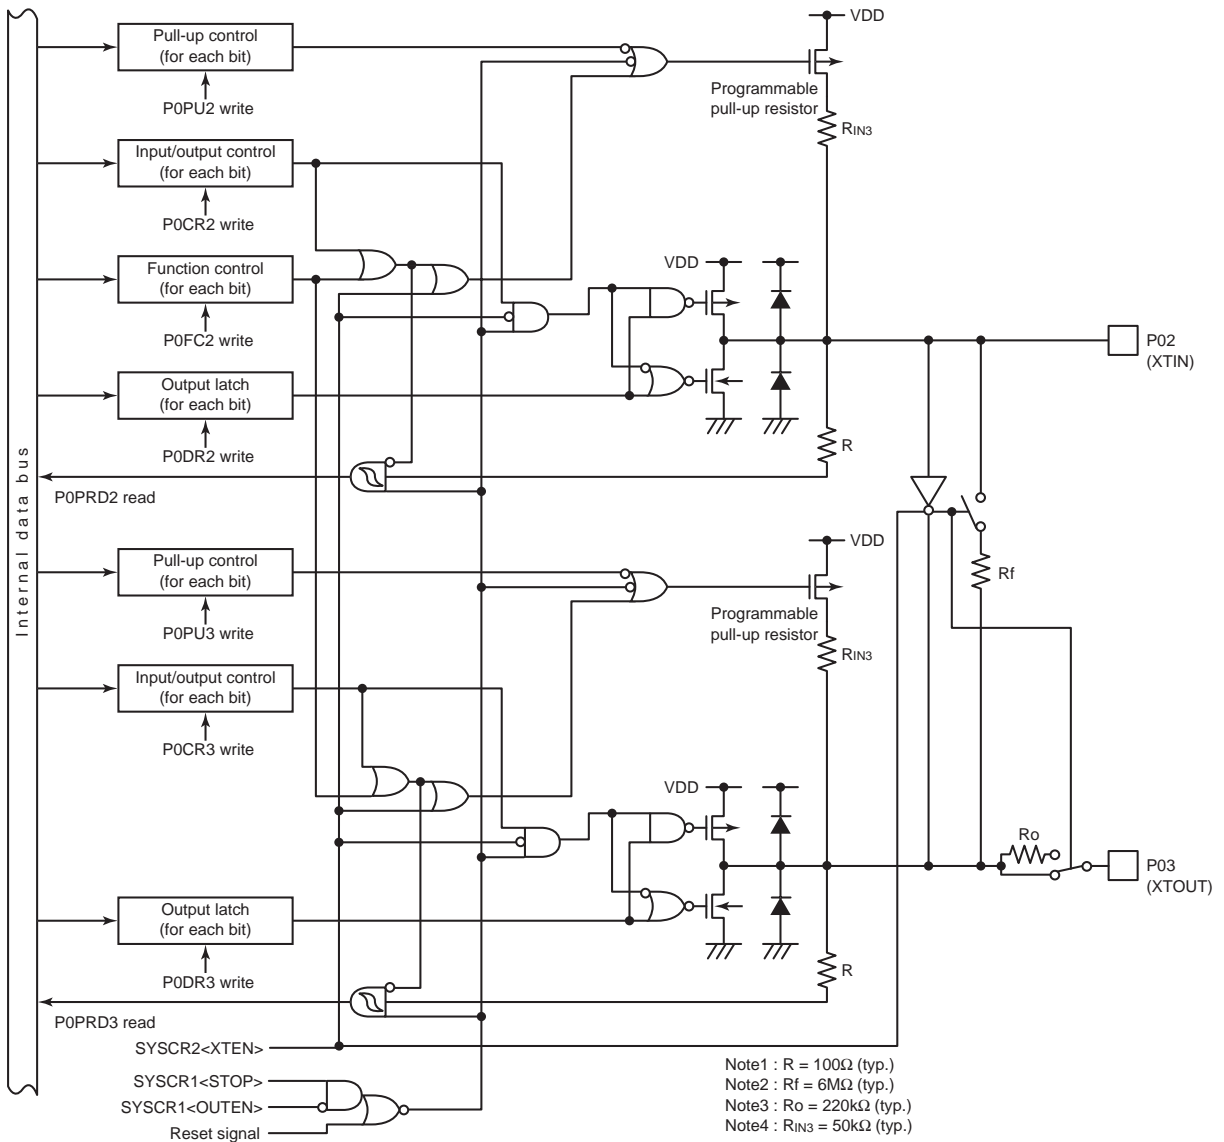 VDD
Pull-up control
(for each bit)
P0PU2 write
Programmable
pull-up resistor
RIN3
Input/output control
(for each bit)
P0CR2 write
Function control
(for each bit)
P0FC2 write
VDD
P02
(XTIN)
Output latch
(for each bit)
P0DR2 write
R
P0PRD2 read
Internal data bus
VDD
Pull-up control
(for each bit)
P0PU3 write
Programmable
pull-up resistor
RIN3
Rf
Input/output control
(for each bit)
P0CR3 write
VDD
Ro
P03
(XTOUT)
Output latch
(for each bit)
P0DR3 write
R
P0PRD3 read
SYSCR2<XTEN>
SYSCR1<STOP>
SYSCR1<OUTEN>
Reset signal
Note1 : R = 100Ω (typ.)
Note2 : Rf = 6MΩ (typ.)
Note3 : Ro = 220kΩ (typ.)
Note4 : RIN3 = 50kΩ (typ.)